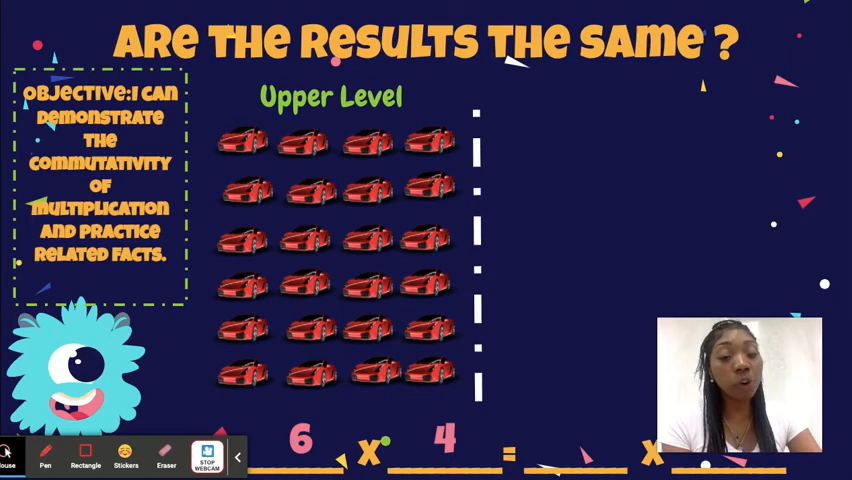 Are the Results the Same ?
Objective:I can
demonstrate
the
commutativity
of
multiplication
and practice
related facts.
Upper Level
6 x 4 = x
Mouse Pen Rectangle Stickers Eraser STOP
WEBCAM